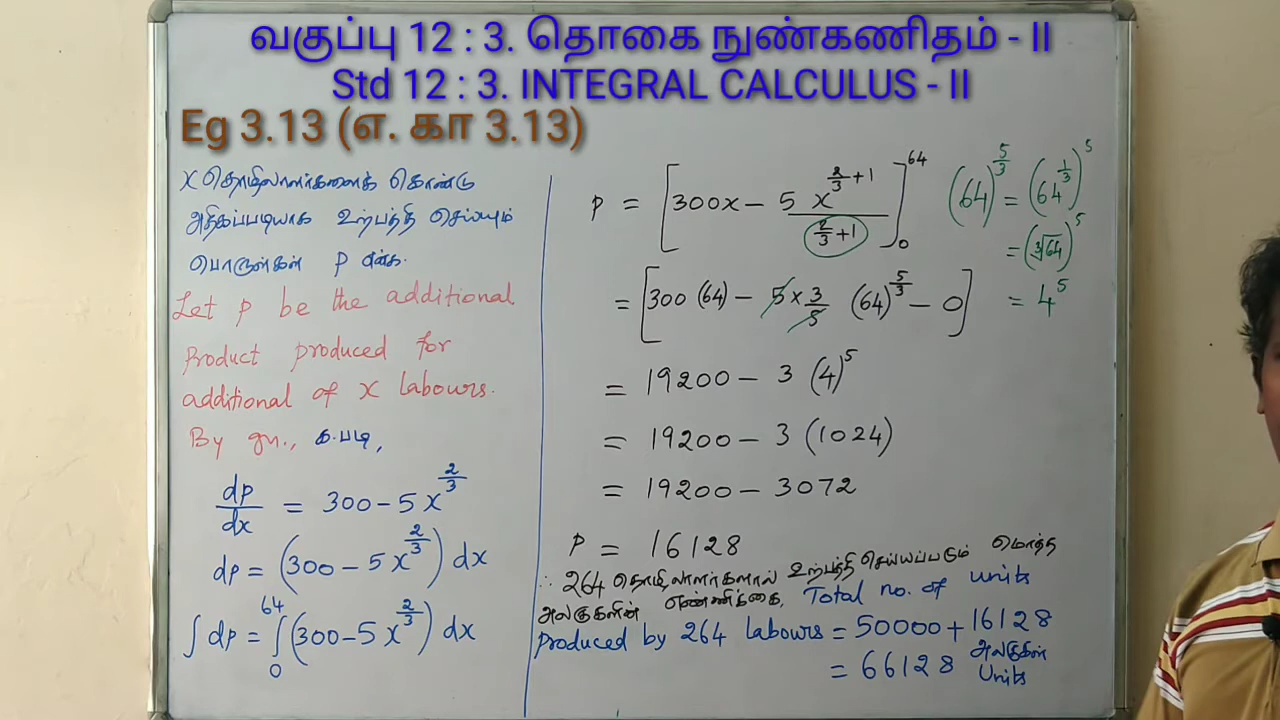 வகுப்பு 12 : 3. தொகை நுண்கணிதம் - II
Std 12 : 3. INTEGRAL CALCULUS - II
Eg 3.13 (எ. கா 3.13)
x தொழிலாளர்களைக் கொண்டு
அதிகப்படியாக உற்பத்தி செய்யும்
பொருள்கள் P என்க.
Let P be the additional
Product produced for
additional of x labours.
By gn., க.படி,
dp/dx = 300 - 5x^(2/3)
dp = (300 - 5x^(2/3)) dx
∫ dp = ∫₀^64 (300 - 5x^(2/3)) dx
P = [300x - 5 x^(2/3 + 1) / (2/3 + 1)]₀^64
= [300 (64) - 5 × 3/5 (64)^(5/3) - 0]
= 19200 - 3 (4)^5
= 19200 - 3 (1024)
= 19200 - 3072
P = 16128
∴ 264 தொழிலாளர்களால் உற்பத்தி செய்யப்படும் மொத்த
அலகுகளின் எண்ணிக்கை, Total no. of units
produced by 264 labours = 50000 + 16128
= 66128 அலகுகள்
Units
(64)^(5/3) = (64^(1/3))^5
= (∛64)^5
= 4^5